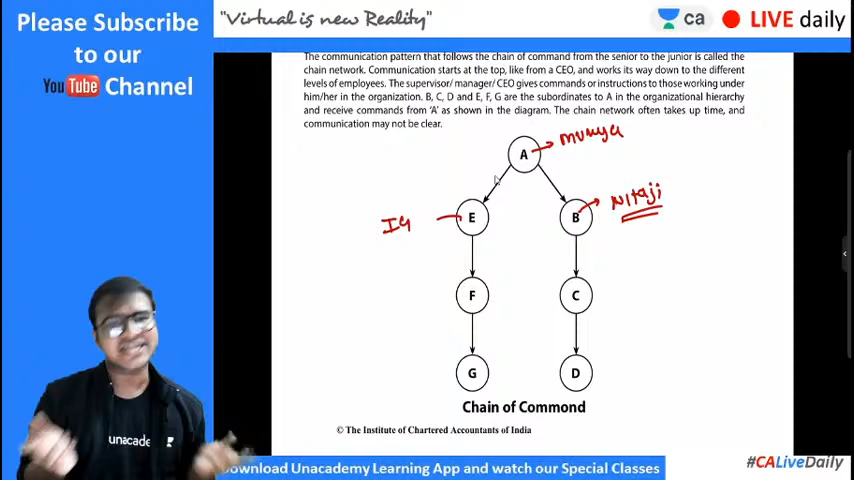 Please Subscribe
to our
YouTube Channel
"Virtual is new Reality"
ca
LIVE daily
The communication pattern that follows the chain of command from the senior to the junior is called the
chain network. Communication starts at the top, like from a CEO, and works its way down to the different
levels of employees. The supervisor/ manager/ CEO gives commands or instructions to those working under
him/her in the organization. B, C, D and E, F, G are the subordinates to A in the organizational hierarchy
and receive commands from 'A' as shown in the diagram. The chain network often takes up time, and
communication may not be clear.
A
E
B
Nitaji
F
C
G
D
Chain of Commond
© The Institute of Chartered Accountants of India
unacade
Download Unacademy Learning App and watch our Special Classes
#CALiveDaily